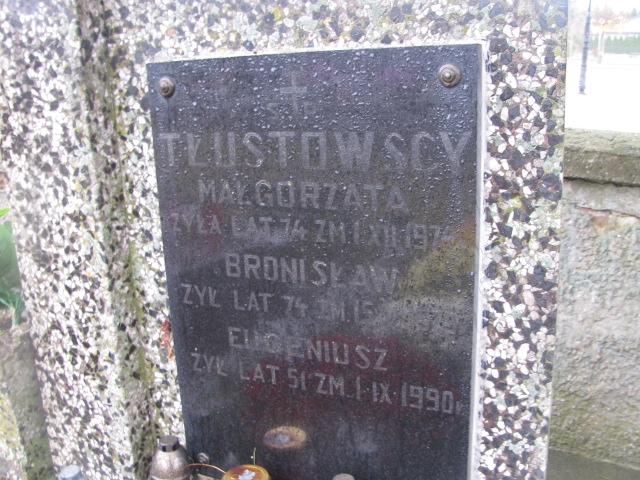 Ś P
TŁUSTOWSCY
MAŁGORZATA
ŻYŁA LAT 74 ZM. 1 XII
BRONISŁAW
ŻYŁ LAT 74 ZM.
EUGENIUSZ
ŻYŁ LAT 51 ZM. 1·IX·1990r.